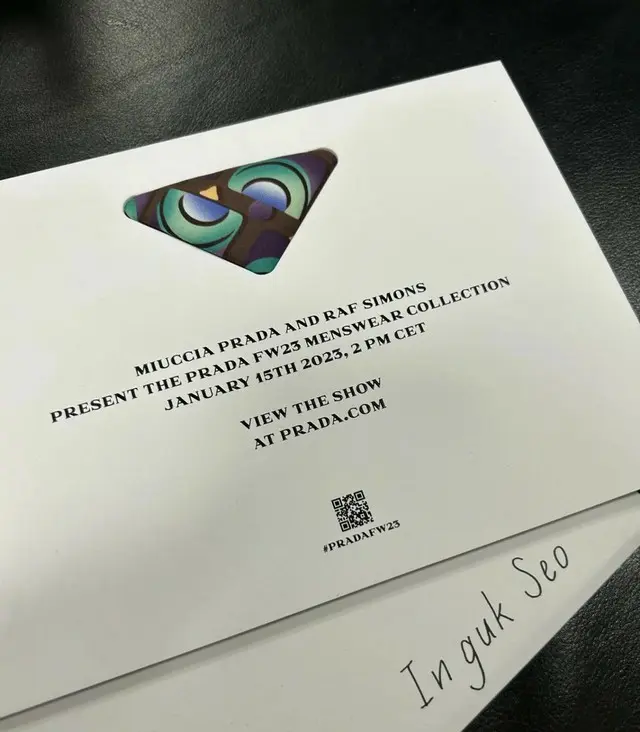 MIUCCIA PRADA AND RAF SIMONS
PRESENT THE PRADA FW23 MENSWEAR COLLECTION
JANUARY 15TH 2023, 2 PM CET
VIEW THE SHOW
AT PRADA.COM
#PRADAFW23
In guk Seo